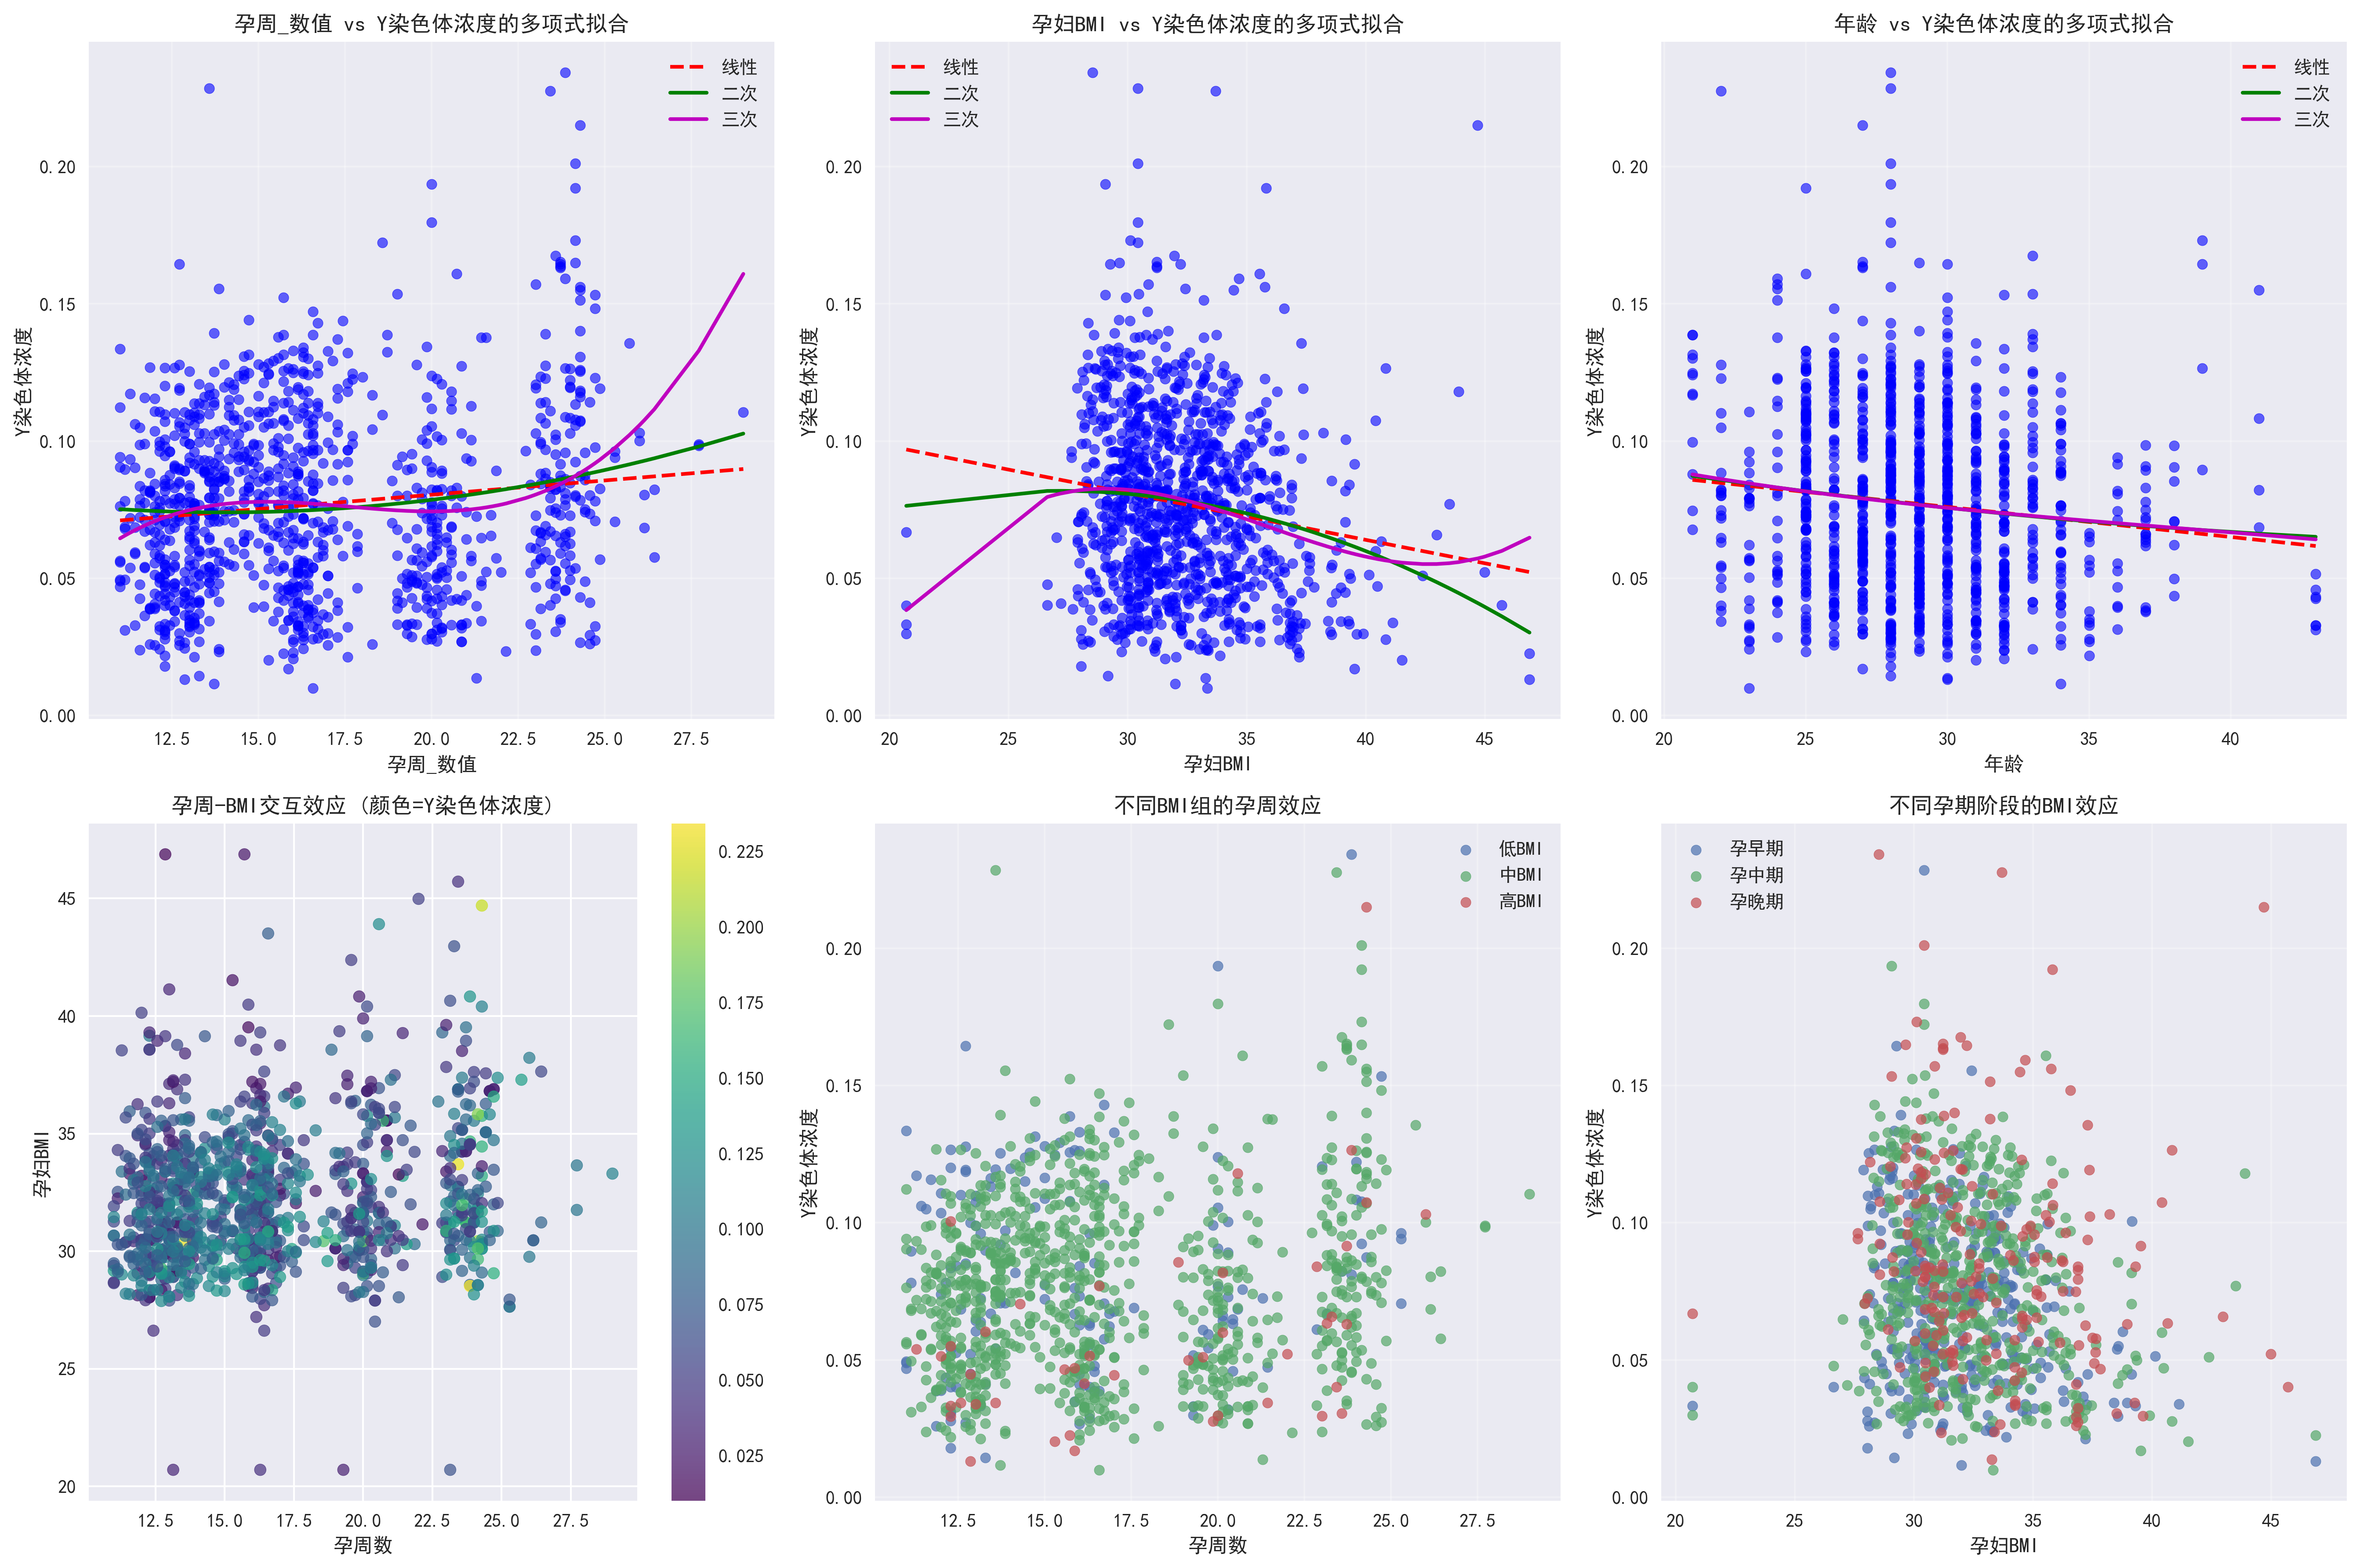 孕周_数值 vs Y染色体浓度的多项式拟合
线性
二次
三次
Y染色体浓度
0.20
0.15
0.10
0.05
0.00
12.5 15.0 17.5 20.0 22.5 25.0 27.5
孕周_数值
孕妇BMI vs Y染色体浓度的多项式拟合
线性
二次
三次
Y染色体浓度
0.20
0.15
0.10
0.05
0.00
20 25 30 35 40 45
孕妇BMI
年龄 vs Y染色体浓度的多项式拟合
线性
二次
三次
Y染色体浓度
0.20
0.15
0.10
0.05
0.00
20 25 30 35 40
年龄
孕周-BMI交互效应 (颜色=Y染色体浓度)
孕妇BMI
45
40
35
30
25
20
12.5 15.0 17.5 20.0 22.5 25.0 27.5
孕周数
0.225
0.200
0.175
0.150
0.125
0.100
0.075
0.050
0.025
不同BMI组的孕周效应
低BMI
中BMI
高BMI
Y染色体浓度
0.20
0.15
0.10
0.05
0.00
12.5 15.0 17.5 20.0 22.5 25.0 27.5
孕周数
不同孕期阶段的BMI效应
孕早期
孕中期
孕晚期
Y染色体浓度
0.20
0.15
0.10
0.05
0.00
20 25 30 35 40 45
孕妇BMI